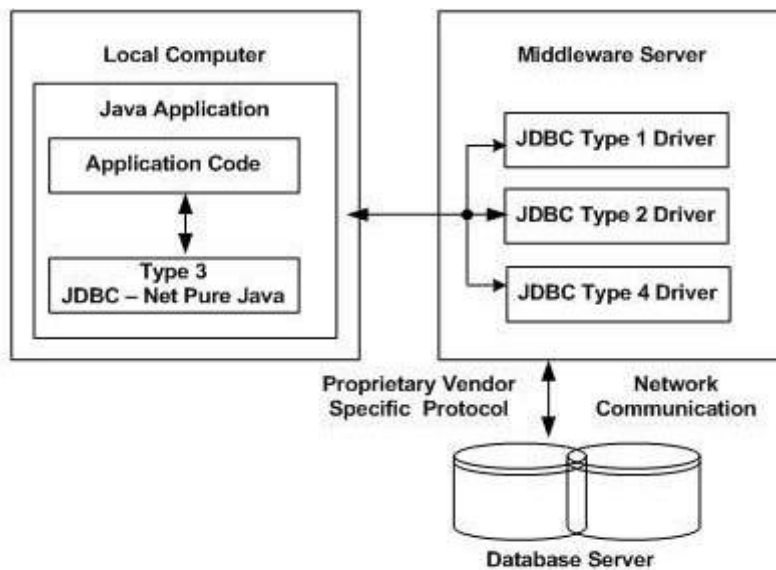 Local Computer
Java Application
Application Code
Type 3
JDBC – Net Pure Java
Middleware Server
JDBC Type 1 Driver
JDBC Type 2 Driver
JDBC Type 4 Driver
Proprietary Vendor
Specific Protocol
Network
Communication
Database Server